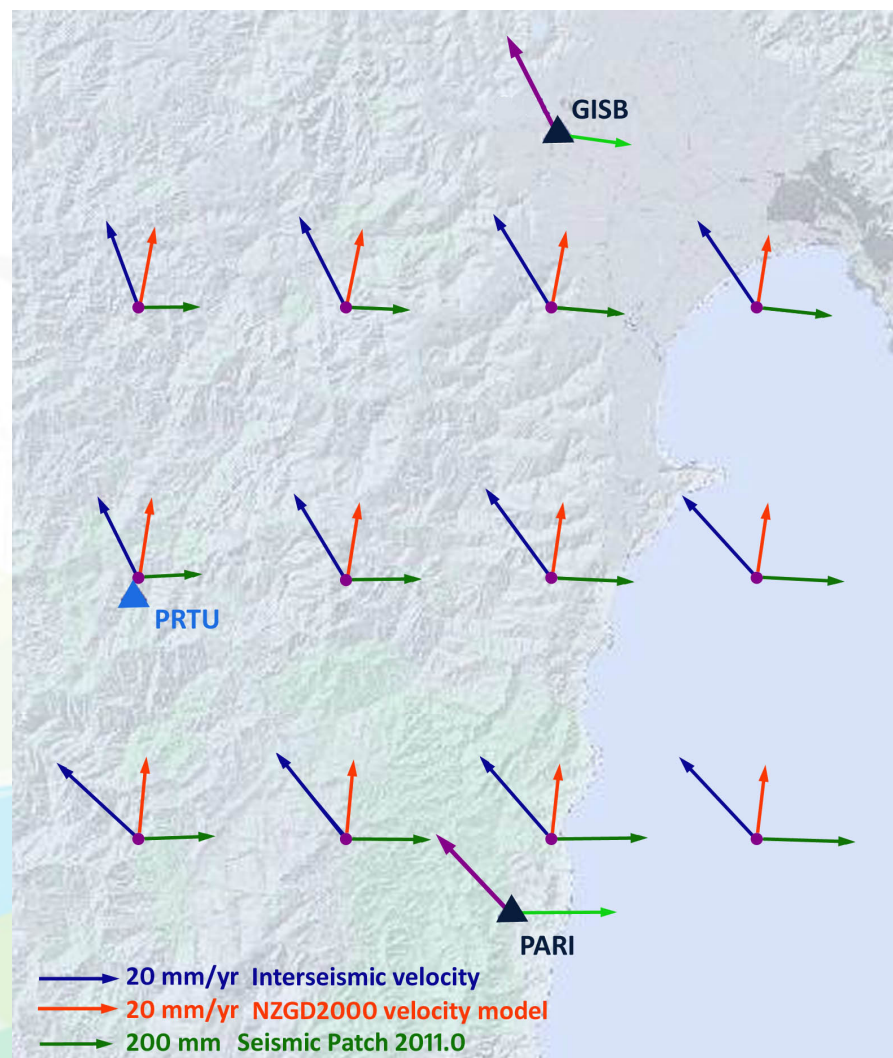 GISB
PRTU
PARI
20 mm/yr Interseismic velocity
20 mm/yr NZGD2000 velocity model
200 mm Seismic Patch 2011.0